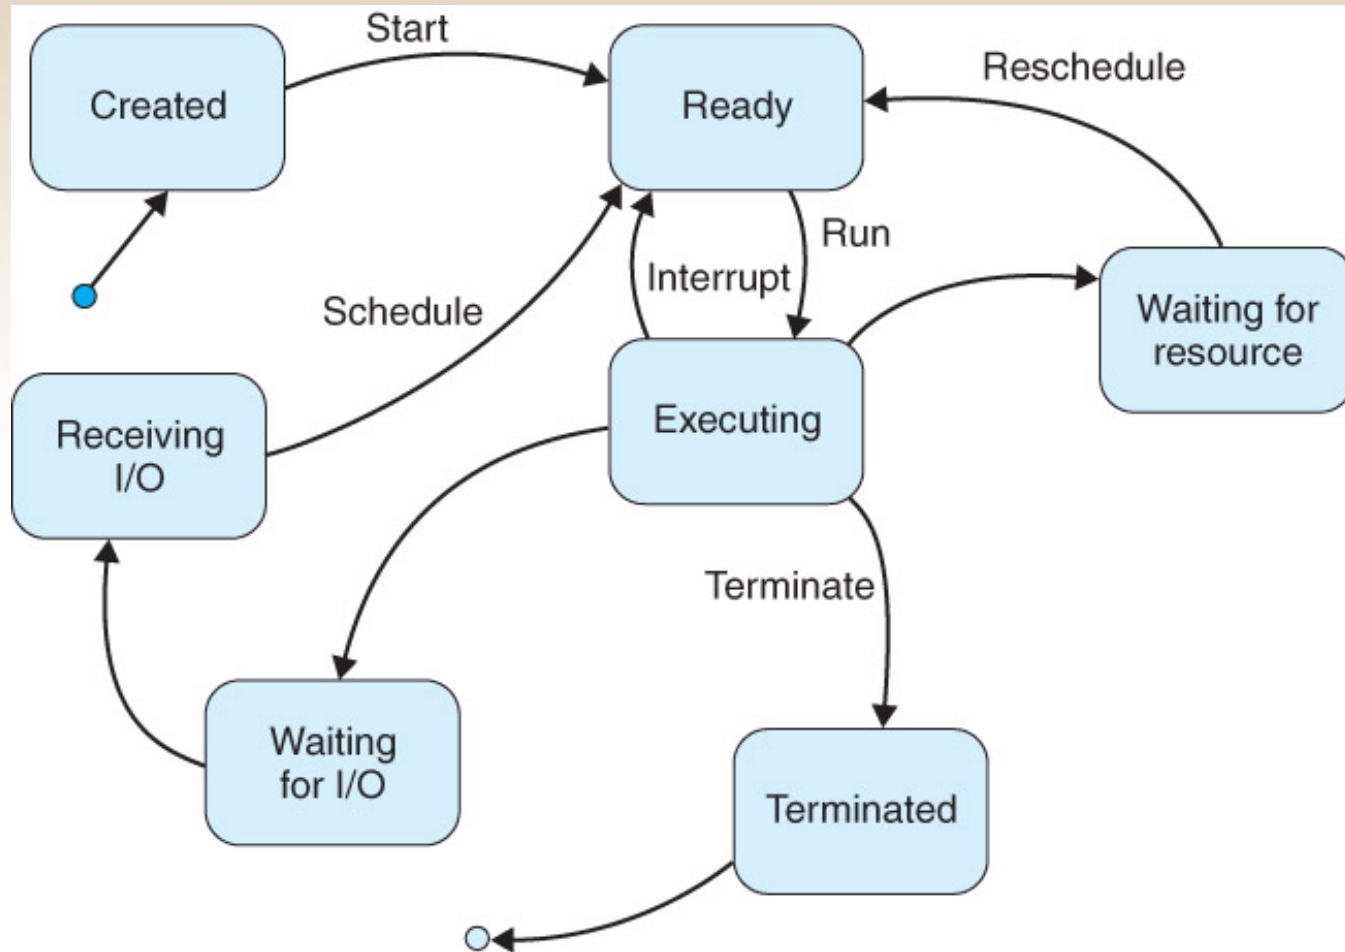 Start
Created
Ready
Reschedule
Run
Interrupt
Schedule
Waiting for
resource
Executing
Receiving
I/O
Terminate
Waiting
for I/O
Terminated